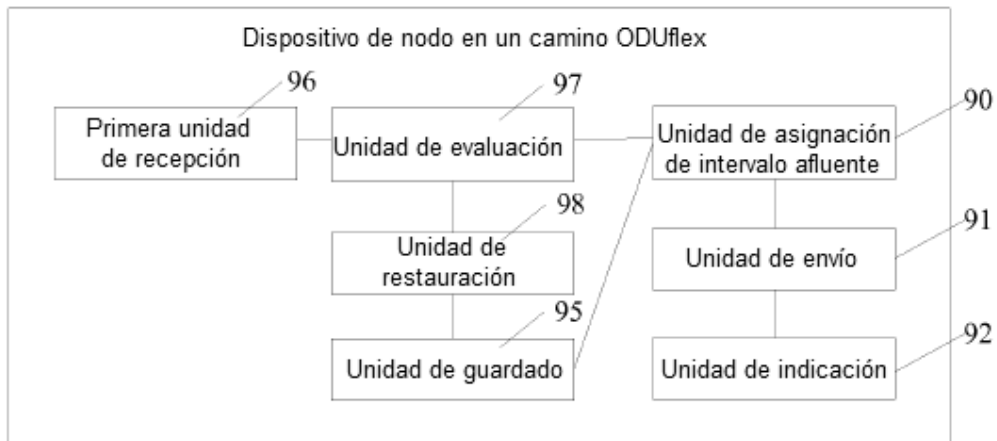 Dispositivo de nodo en un camino ODUflex
96
97
90
Primera unidad
de recepción
Unidad de evaluación
Unidad de asignación
de intervalo afluente
98
91
Unidad de
restauración
Unidad de envío
95
92
Unidad de guardado
Unidad de indicación